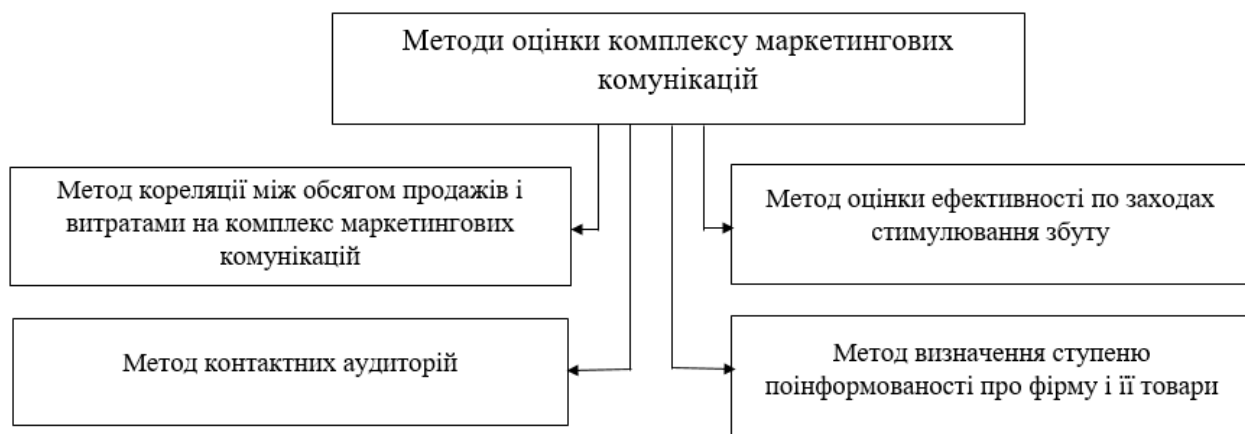 Методи оцінки комплексу маркетингових
комунікацій
Метод кореляції між обсягом продажів і
витратами на комплекс маркетингових
комунікацій
Метод оцінки ефективності по заходах
стимулювання збуту
Метод контактних аудиторій
Метод визначення ступеню
поінформованості про фірму і її товари